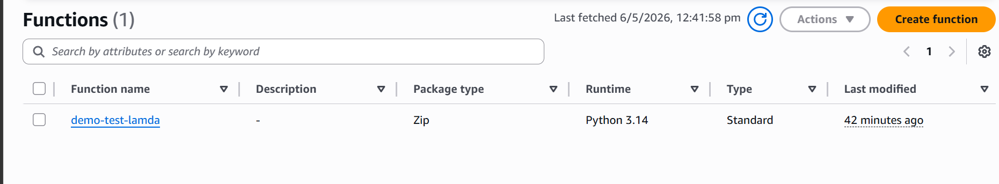 Functions (1)
Last fetched 6/5/2026, 12:41:58 pm
Actions
Create function
Search by attributes or search by keyword
1
Function name Description Package type Runtime Type Last modified
demo-test-lamda - Zip Python 3.14 Standard 42 minutes ago